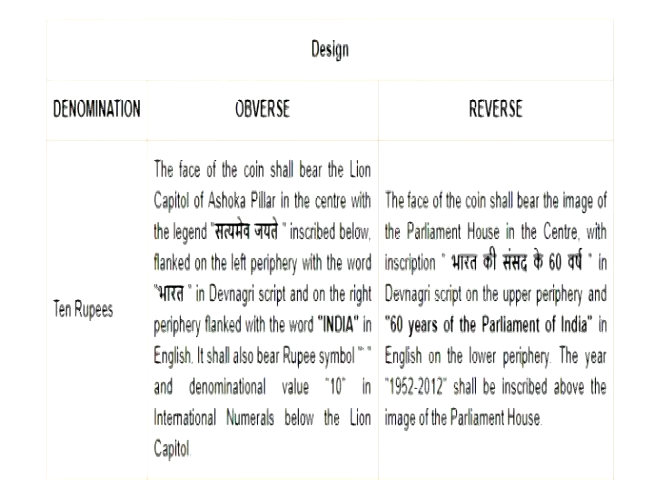 Design
DENOMINATION OBVERSE REVERSE
Ten Rupees
The face of the coin shall bear the Lion
Capitol of Ashoka Pillar in the centre with
the legend "सत्यमेव जयते " inscribed below,
flanked on the left periphery with the word
"भारत " in Devnagri script and on the right
periphery flanked with the word "INDIA" in
English. It shall also bear Rupee symbol " "
and denominational value "10" in
International Numerals below the Lion
Capitol.
The face of the coin shall bear the image of
the Parliament House in the Centre, with
inscription " भारत की संसद के 60 वर्ष " in
Devnagri script on the upper periphery and
"60 years of the Parliament of India" in
English on the lower periphery. The year
"1952-2012" shall be inscribed above the
image of the Parliament House.